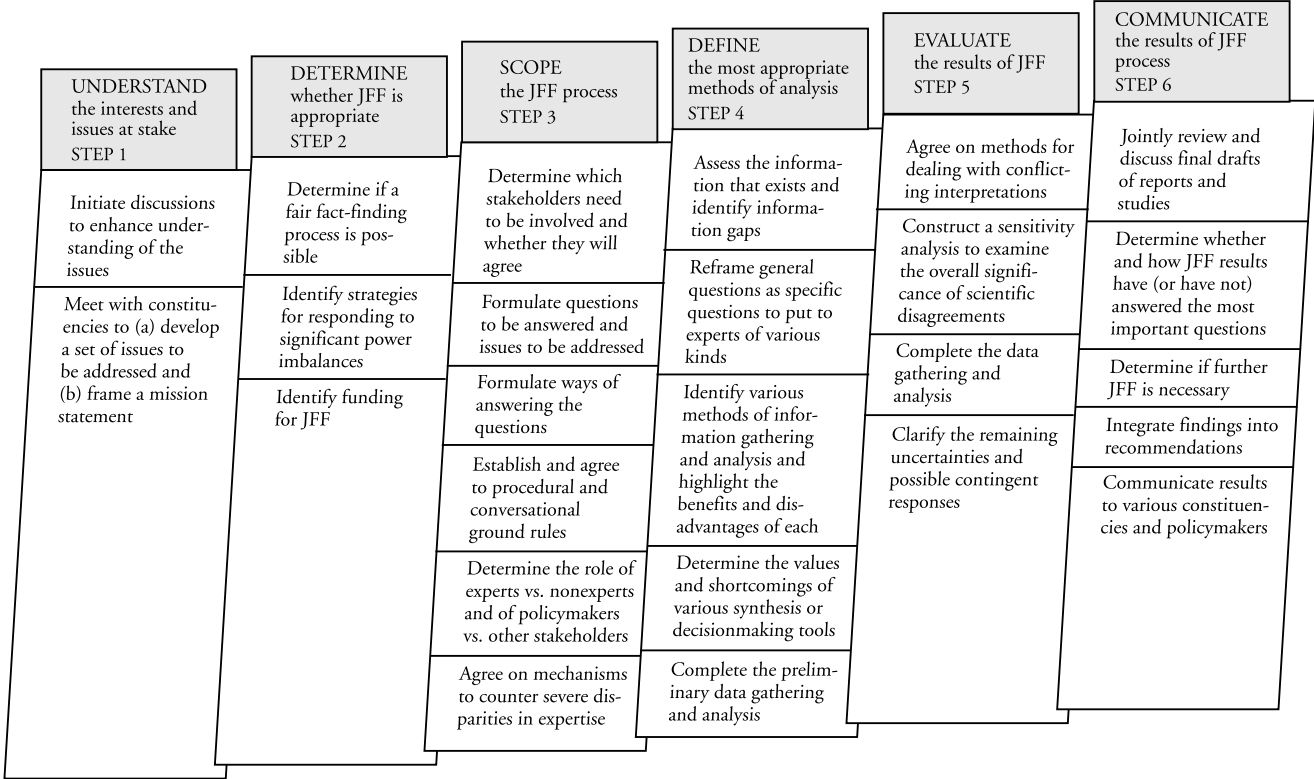 UNDERSTAND
the interests and
issues at stake
STEP 1
Initiate discussions
to enhance under-
standing of the
issues
Meet with constitu-
encies to (a) develop
a set of issues to
be addressed and
(b) frame a mission
statement
DETERMINE
whether JFF is
appropriate
STEP 2
Determine if a
fair fact-finding
process is pos-
sible
Identify strategies
for responding to
significant power
imbalances
Identify funding
for JFF
SCOPE
the JFF process
STEP 3
Determine which
stakeholders need
to be involved and
whether they will
agree
Formulate questions
to be answered and
issues to be addressed
Formulate ways of
answering the
questions
Establish and agree
to procedural and
conversational
ground rules
Determine the role of
experts vs. nonexperts
and of policymakers
vs. other stakeholders
Agree on mechanisms
to counter severe dis-
parities in expertise
DEFINE
the most appropriate
methods of analysis
STEP 4
Assess the informa-
tion that exists and
identify informa-
tion gaps
Reframe general
questions as specific
questions to put to
experts of various
kinds
Identify various
methods of infor-
mation gathering
and analysis and
highlight the
benefits and dis-
advantages of each
Determine the values
and shortcomings of
various synthesis or
decisionmaking tools
Complete the prelim-
inary data gathering
and analysis
EVALUATE
the results of JFF
STEP 5
Agree on methods for
dealing with conflict-
ing interpretations
Construct a sensitivity
analysis to examine
the overall signifi-
cance of scientific
disagreements
Complete the data
gathering and
analysis
Clarify the remaining
uncertainties and
possible contingent
responses
COMMUNICATE
the results of JFF
process
STEP 6
Jointly review and
discuss final drafts
of reports and
studies
Determine whether
and how JFF results
have (or have not)
answered the most
important questions
Determine if further
JFF is necessary
Integrate findings into
recommendations
Communicate results
to various constituen-
cies and policymakers